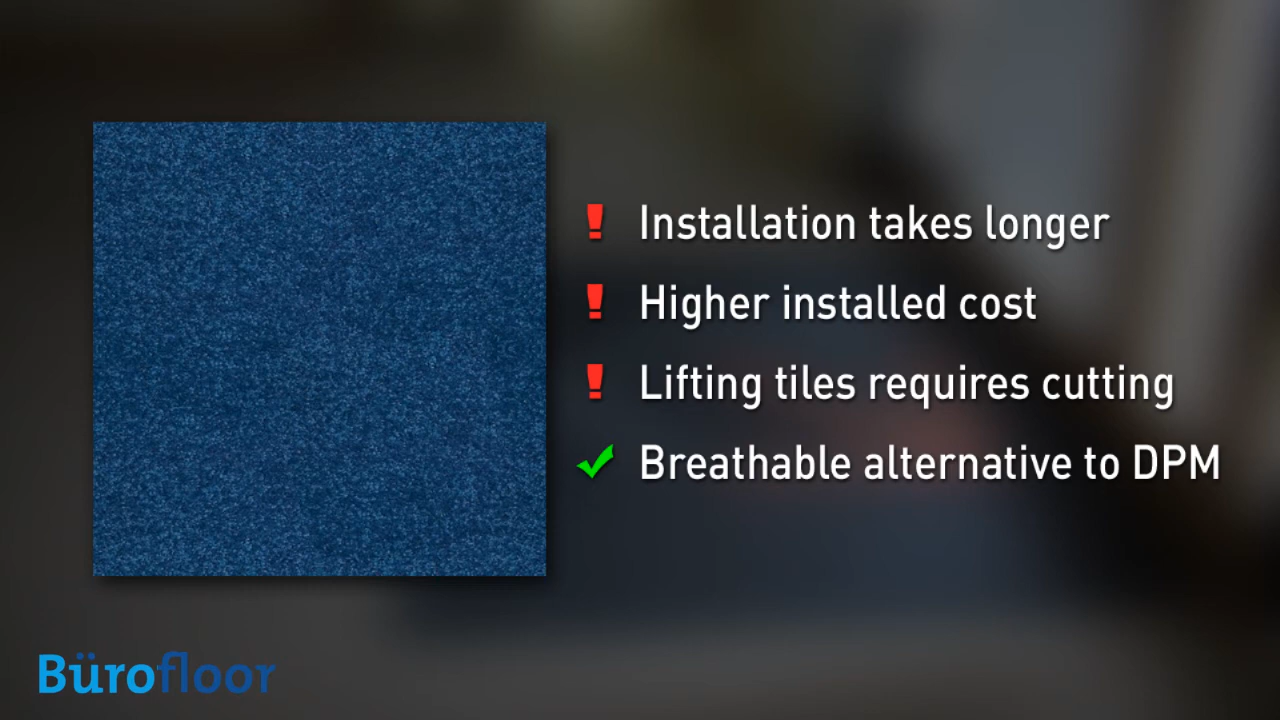 Installation takes longer
Higher installed cost
Lifting tiles requires cutting
Breathable alternative to DPM
Bürofloor